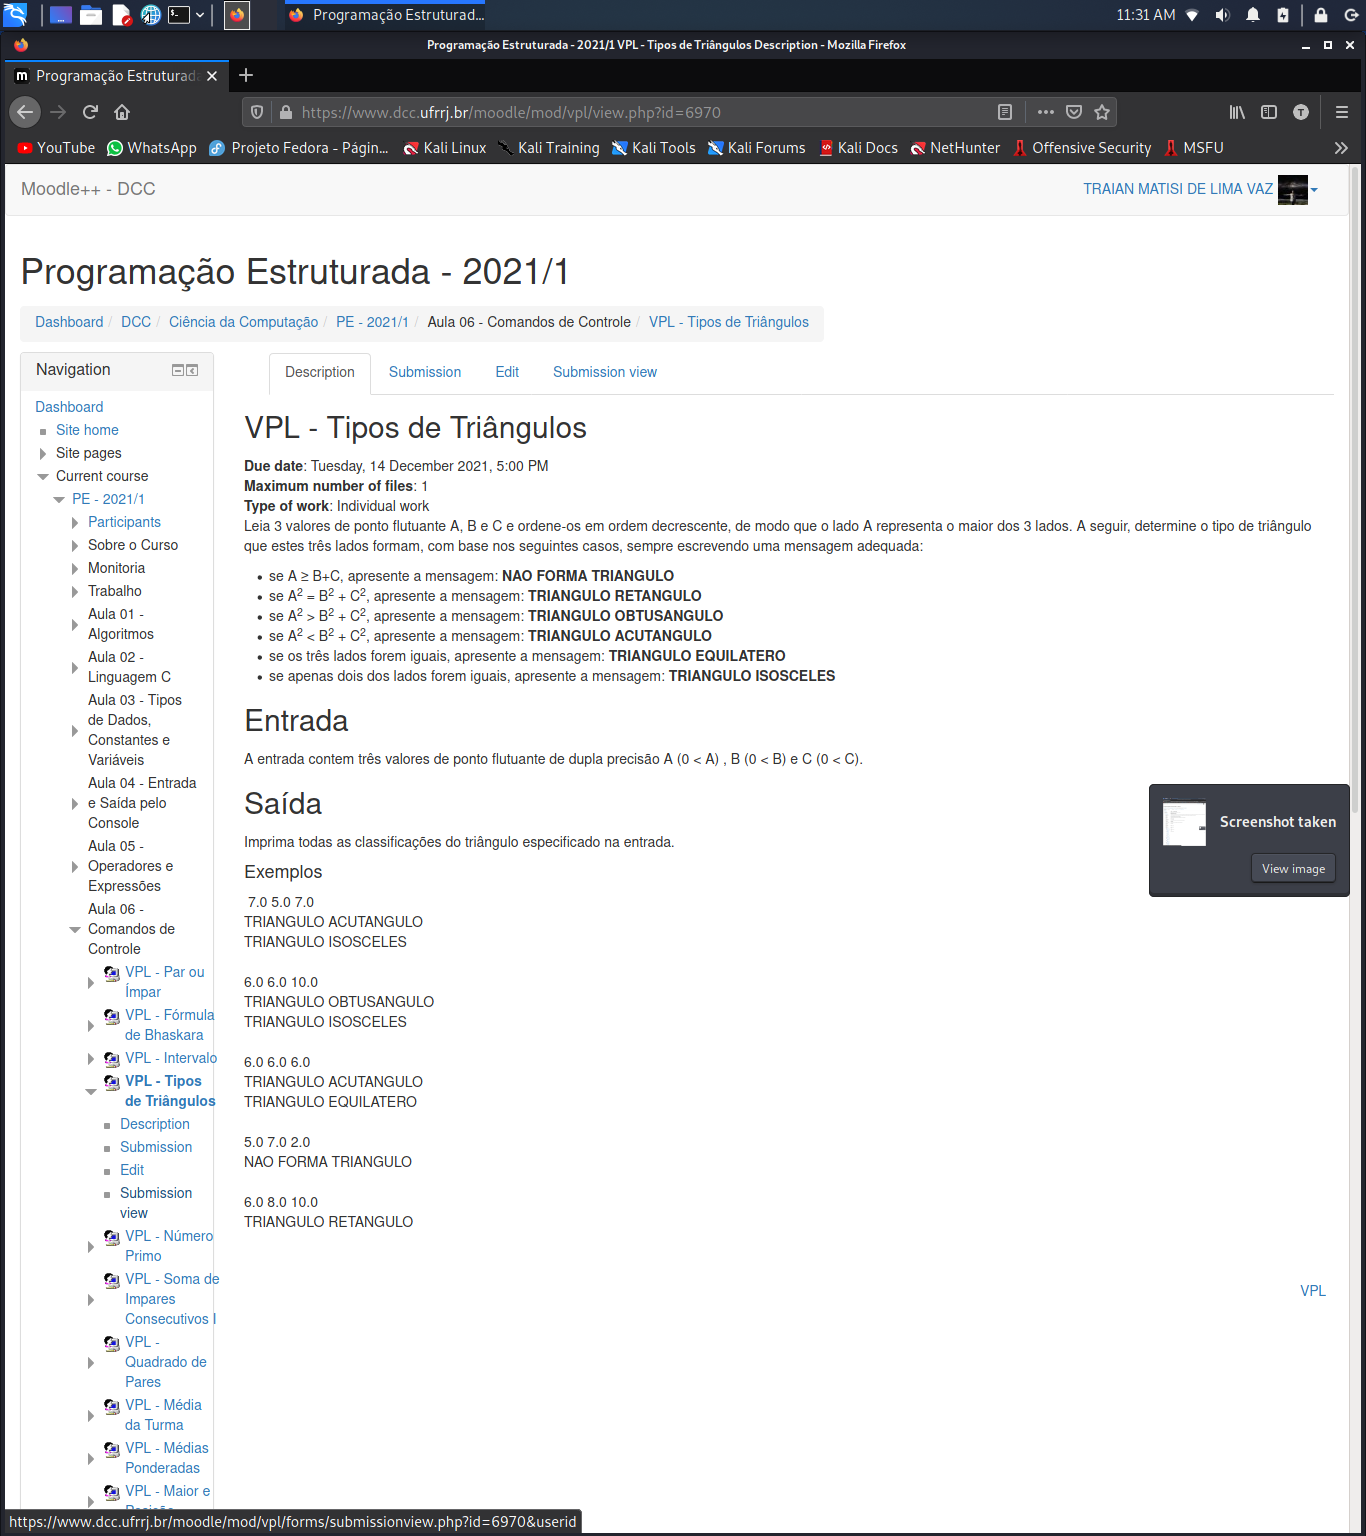 Programação Estruturad...
11:31 AM
Programação Estruturada - 2021/1 VPL - Tipos de Triângulos Description - Mozilla Firefox
Programação Estruturada
https://www.dcc.ufrrj.br/moodle/mod/vpl/view.php?id=6970
YouTube WhatsApp Projeto Fedora - Págin... Kali Linux Kali Training Kali Tools Kali Forums Kali Docs NetHunter Offensive Security MSFU
Moodle++ - DCC
TRAIAN MATISI DE LIMA VAZ
Programação Estruturada - 2021/1
Dashboard / DCC / Ciência da Computação / PE - 2021/1 / Aula 06 - Comandos de Controle / VPL - Tipos de Triângulos
Navigation
Dashboard
Site home
Site pages
Current course
PE - 2021/1
Participants
Sobre o Curso
Monitoria
Trabalho
Aula 01 -
Algoritmos
Aula 02 -
Linguagem C
Aula 03 - Tipos
de Dados,
Constantes e
Variáveis
Aula 04 - Entrada
e Saída pelo
Console
Aula 05 -
Operadores e
Expressões
Aula 06 -
Comandos de
Controle
VPL - Par ou
Ímpar
VPL - Fórmula
de Bhaskara
VPL - Intervalo
VPL - Tipos
de Triângulos
Description
Submission
Edit
Submission
view
VPL - Número
Primo
VPL - Soma de
Impares
Consecutivos I
VPL -
Quadrado de
Pares
VPL - Média
da Turma
VPL - Médias
Ponderadas
VPL - Maior e
Description Submission Edit Submission view
VPL - Tipos de Triângulos
Due date: Tuesday, 14 December 2021, 5:00 PM
Maximum number of files: 1
Type of work: Individual work
Leia 3 valores de ponto flutuante A, B e C e ordene-os em ordem decrescente, de modo que o lado A representa o maior dos 3 lados. A seguir, determine o tipo de triângulo
que estes três lados formam, com base nos seguintes casos, sempre escrevendo uma mensagem adequada:
• se A ≥ B+C, apresente a mensagem: NAO FORMA TRIANGULO
• se A² = B² + C², apresente a mensagem: TRIANGULO RETANGULO
• se A² > B² + C², apresente a mensagem: TRIANGULO OBTUSANGULO
• se A² < B² + C², apresente a mensagem: TRIANGULO ACUTANGULO
• se os três lados forem iguais, apresente a mensagem: TRIANGULO EQUILATERO
• se apenas dois dos lados forem iguais, apresente a mensagem: TRIANGULO ISOSCELES
Entrada
A entrada contem três valores de ponto flutuante de dupla precisão A (0 < A) , B (0 < B) e C (0 < C).
Saída
Imprima todas as classificações do triângulo especificado na entrada.
Exemplos
7.0 5.0 7.0
TRIANGULO ACUTANGULO
TRIANGULO ISOSCELES
6.0 6.0 10.0
TRIANGULO OBTUSANGULO
TRIANGULO ISOSCELES
6.0 6.0 6.0
TRIANGULO ACUTANGULO
TRIANGULO EQUILATERO
5.0 7.0 2.0
NAO FORMA TRIANGULO
6.0 8.0 10.0
TRIANGULO RETANGULO
VPL
Screenshot taken
View image
https://www.dcc.ufrrj.br/moodle/mod/vpl/forms/submissionview.php?id=6970&userid